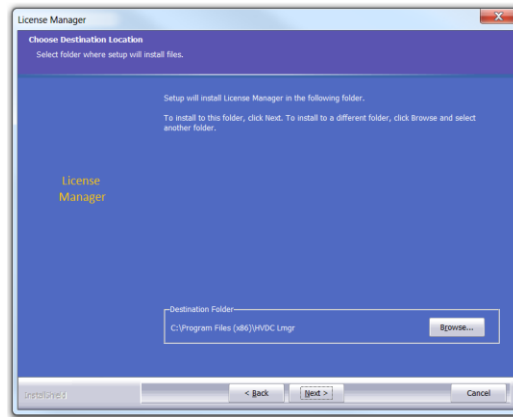 License Manager
Choose Destination Location
Select folder where setup will install files.
Setup will install License Manager in the following folder.
To install to this folder, click Next. To install to a different folder, click Browse and select
another folder.
License
Manager
Destination Folder
C:\Program Files (x86)\HVDC Lmgr
Browse...
InstallShield
< Back
Next >
Cancel